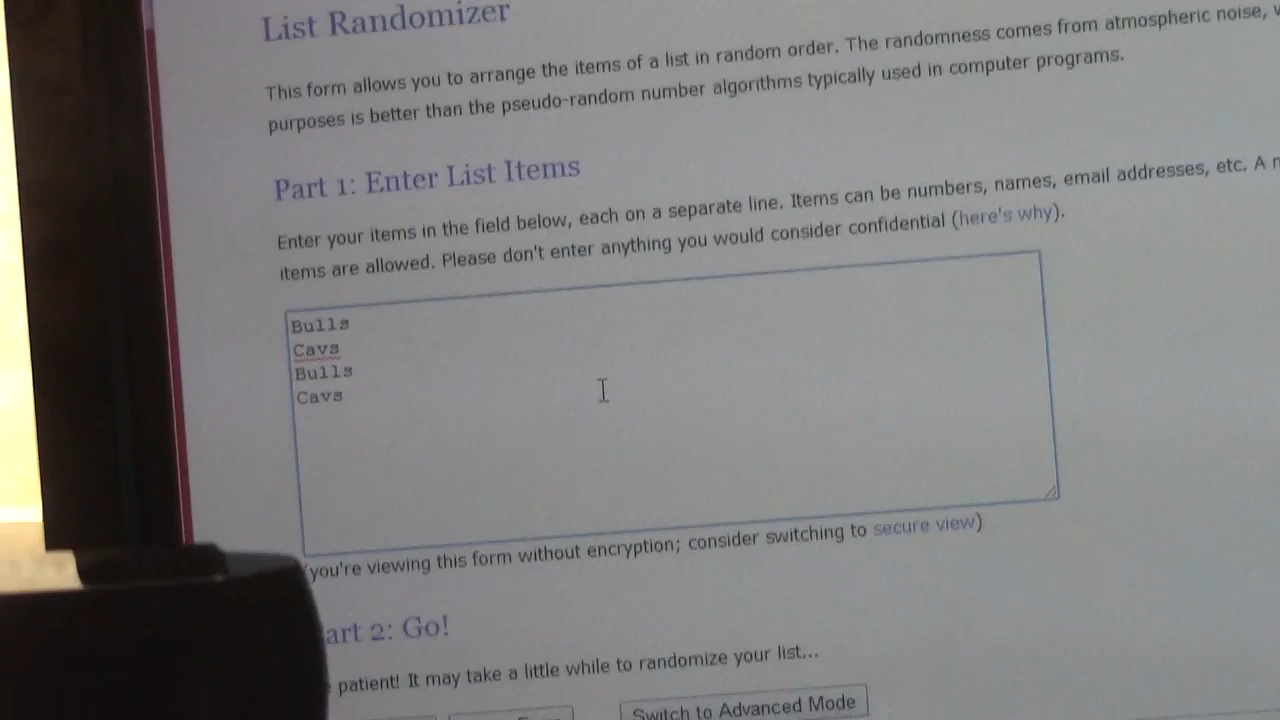 List Randomizer
This form allows you to arrange the items of a list in random order. The randomness comes from atmospheric noise,
purposes is better than the pseudo-random number algorithms typically used in computer programs.
Part 1: Enter List Items
Enter your items in the field below, each on a separate line. Items can be numbers, names, email addresses, etc. A
items are allowed. Please don't enter anything you would consider confidential (here's why).
Bulls
Cavs
Bulls
Cavs
(you're viewing this form without encryption; consider switching to secure view)
art 2: Go!
patient! It may take a little while to randomize your list...
Switch to Advanced Mode